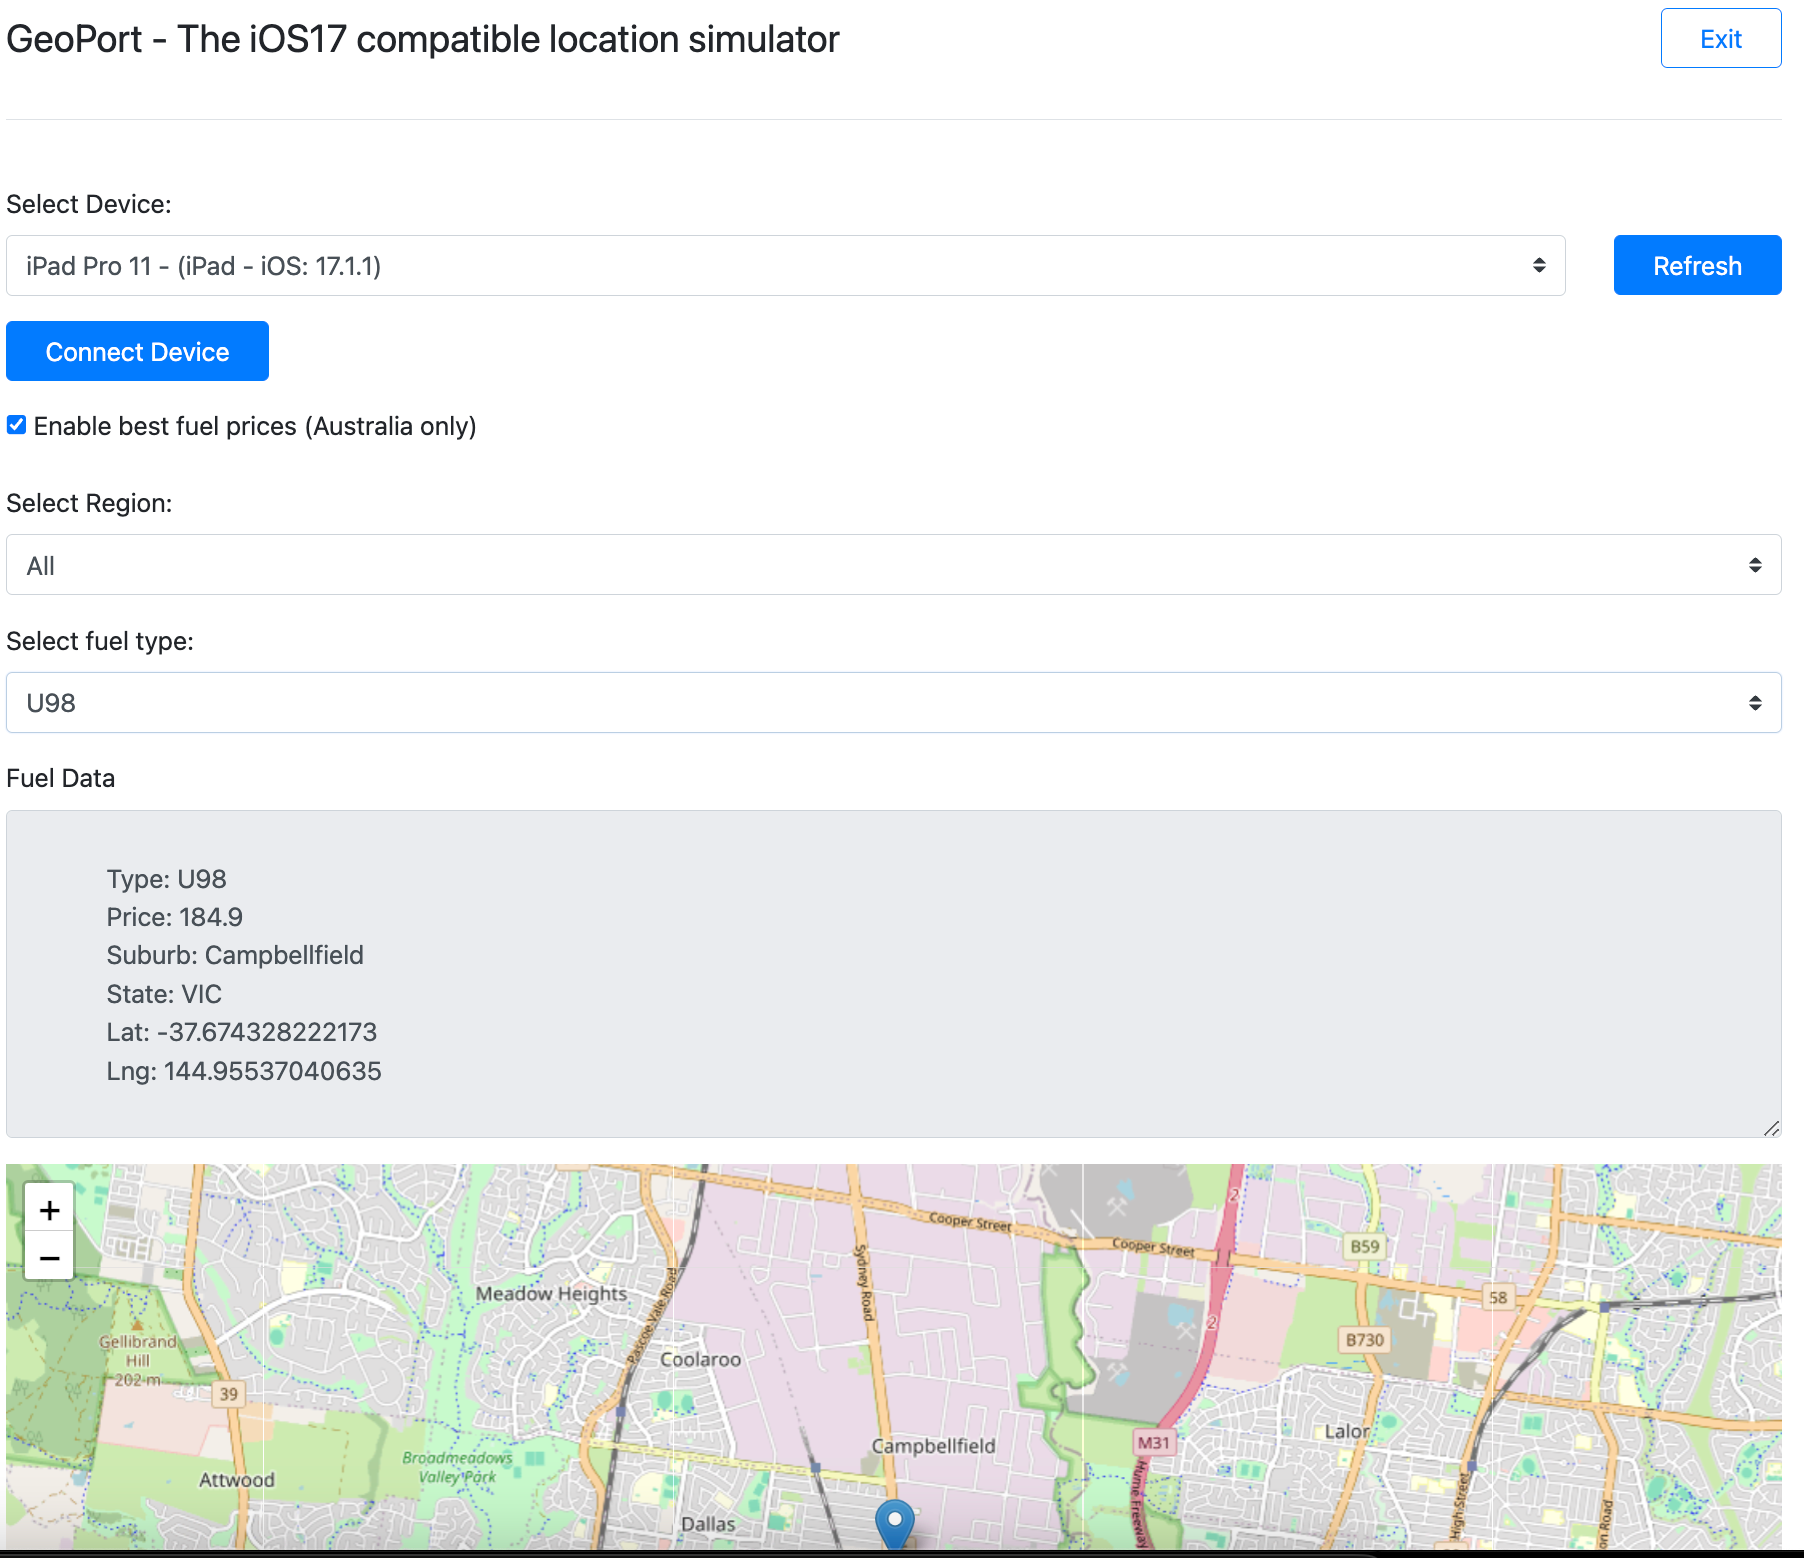 GeoPort - The iOS17 compatible location simulator
Exit
Select Device:
iPad Pro 11 - (iPad - iOS: 17.1.1)
Refresh
Connect Device
Enable best fuel prices (Australia only)
Select Region:
All
Select fuel type:
U98
Fuel Data
Type: U98
Price: 184.9
Suburb: Campbellfield
State: VIC
Lat: -37.674328222173
Lng: 144.95537040635
+
−
Cooper Street
Cooper Street
2
B59
Sydney Road
Meadow Heights
Pascoe Vale Road
58
2
B730
Gellibrand
Hill
202 m
Coolaroo
39
Lalor
M31
Campbellfield
Broadmeadows
Valley Park
Attwood
Hume Freeway
High Street
on Road
Dallas